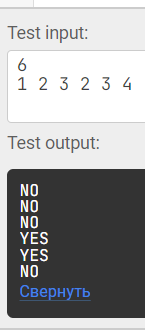 Test input:
6
1 2 3 2 3 4
Test output:
NO
NO
NO
YES
YES
NO
Свернуть